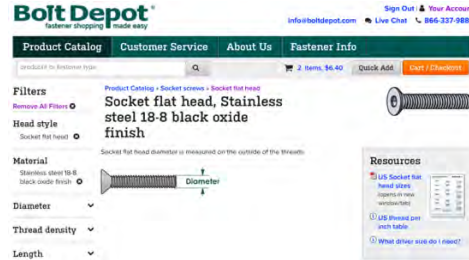 Bolt Depot®
fastener shopping made easy
Sign Out Your Accoun
info@boltdepot.com Live Chat 866-337-988
Product Catalog Customer Service About Us Fastener Info
2 items, $6.40 Quick Add Cart / Checkout
Filters
Remove All Filters
Head style
Socket flat head
Material
Stainless steel 18-8
black oxide finish
Diameter
Thread density
Length
Product Catalog › Socket screws › Socket flat head
Socket flat head, Stainless
steel 18-8 black oxide
finish
Socket flat head diameter is measured on the outside of the threads.
Diameter
Resources
US Socket flat
head sizes
(opens in new
window/tab)
US thread per
inch table
What driver size do I need?